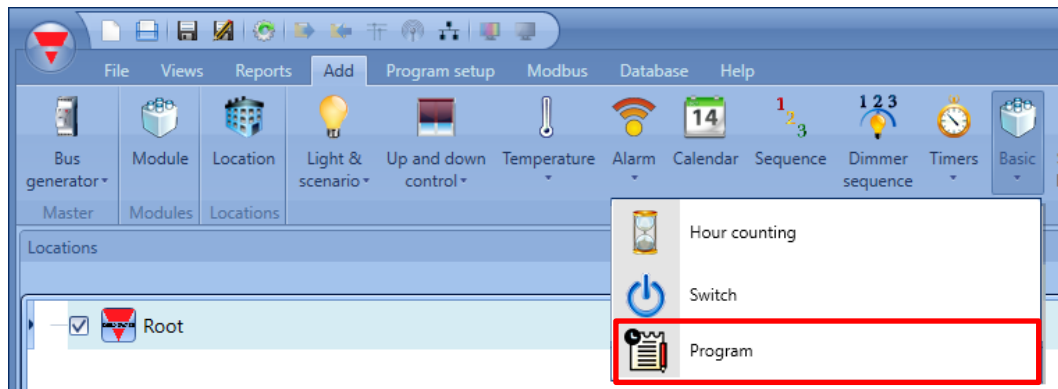 File Views Reports Add Program setup Modbus Database Help
14
1 2 3
1 2 3
Bus generator
Module
Location
Light & scenario
Up and down control
Temperature
Alarm
Calendar
Sequence
Dimmer sequence
Timers
Basic
Master
Modules
Locations
Locations
Hour counting
Switch
Program
Root